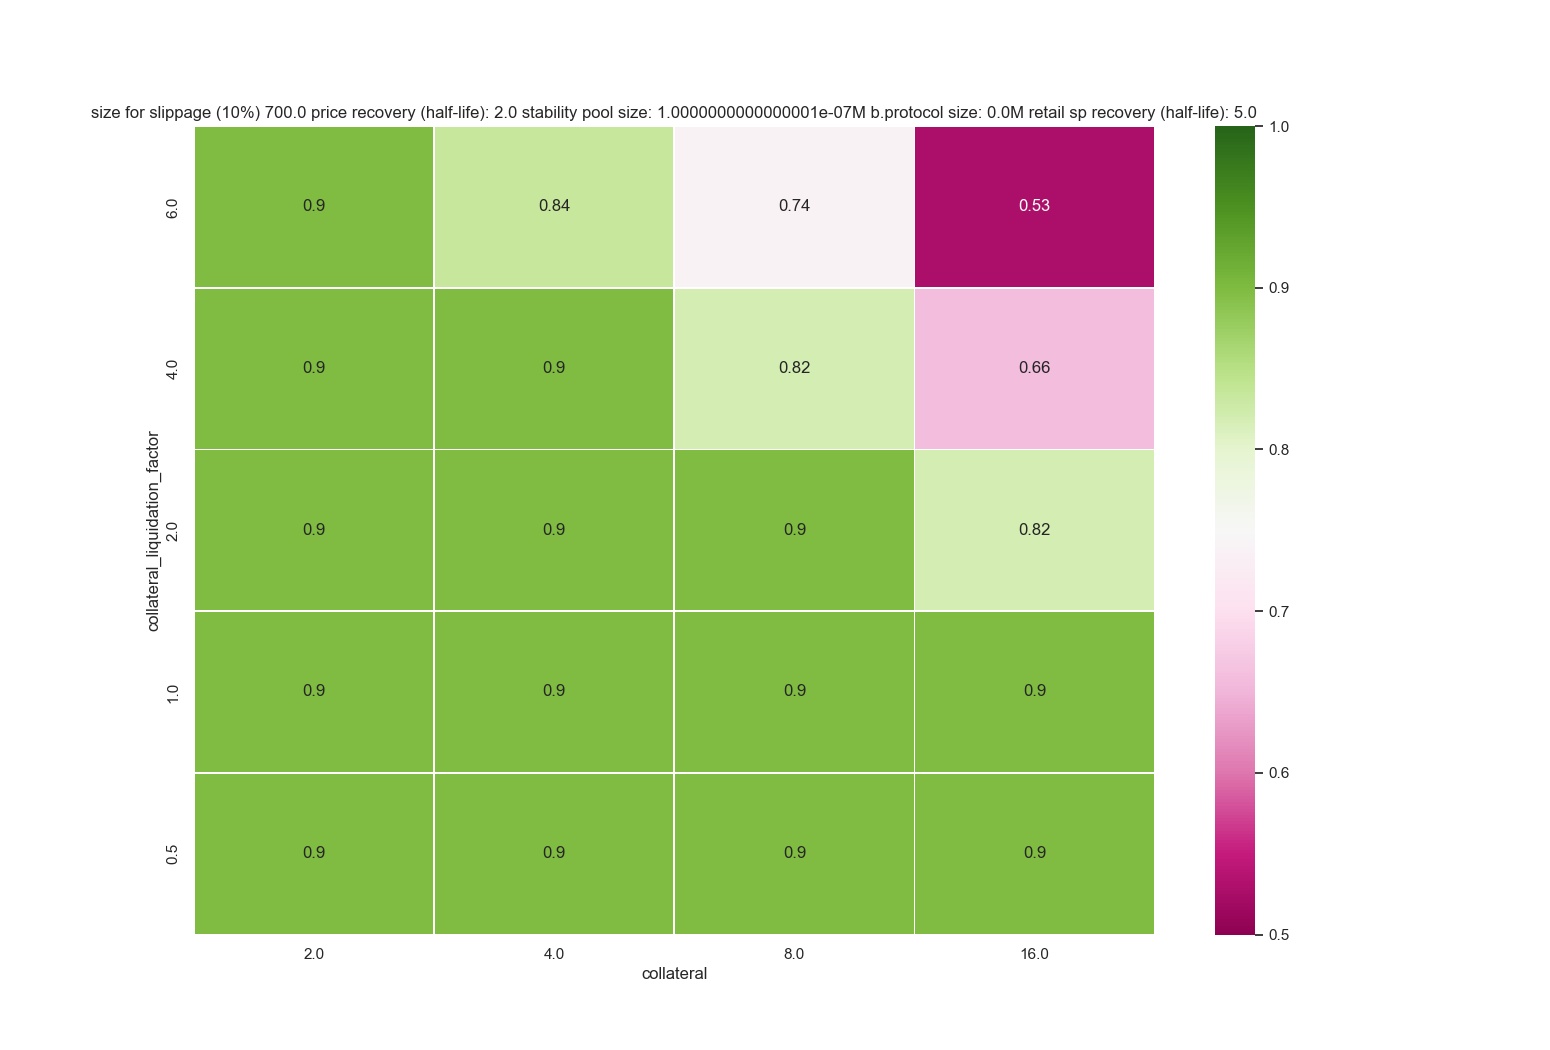 size for slippage (10%) 700.0 price recovery (half-life): 2.0 stability pool size: 1.0000000000000001e-07M b.protocol size: 0.0M retail sp recovery (half-life): 5.0
collateral_liquidation_factor
6.0
0.9 0.84 0.74 0.53
4.0
0.9 0.9 0.82 0.66
2.0
0.9 0.9 0.9 0.82
1.0
0.9 0.9 0.9 0.9
0.5
0.9 0.9 0.9 0.9
2.0 4.0 8.0 16.0
collateral
1.0
0.9
0.8
0.7
0.6
0.5